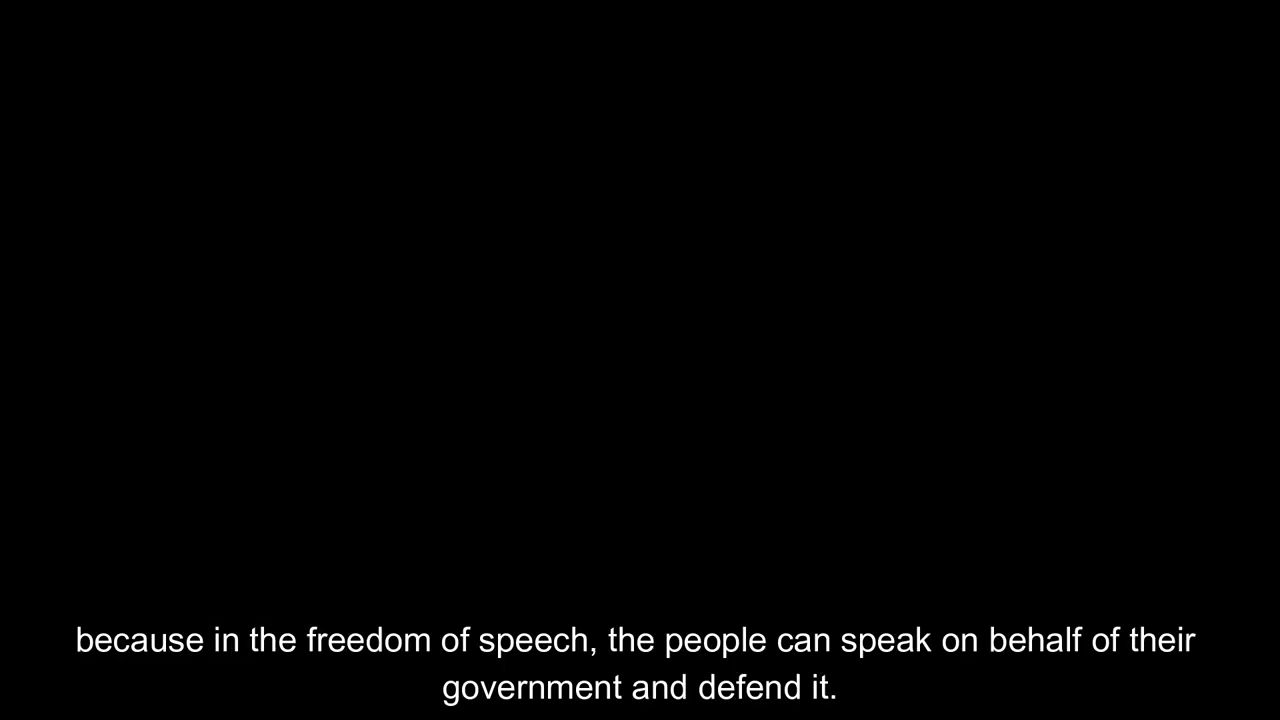 because in the freedom of speech, the people can speak on behalf of their
government and defend it.